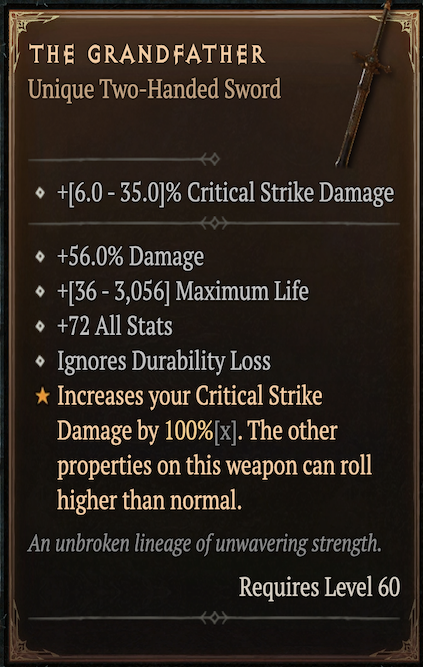 THE GRANDFATHER
Unique Two-Handed Sword
+[6.0 - 35.0]% Critical Strike Damage
+56.0% Damage
+[36 - 3,056] Maximum Life
+72 All Stats
Ignores Durability Loss
Increases your Critical Strike
Damage by 100%[x]. The other
properties on this weapon can roll
higher than normal.
An unbroken lineage of unwavering strength.
Requires Level 60